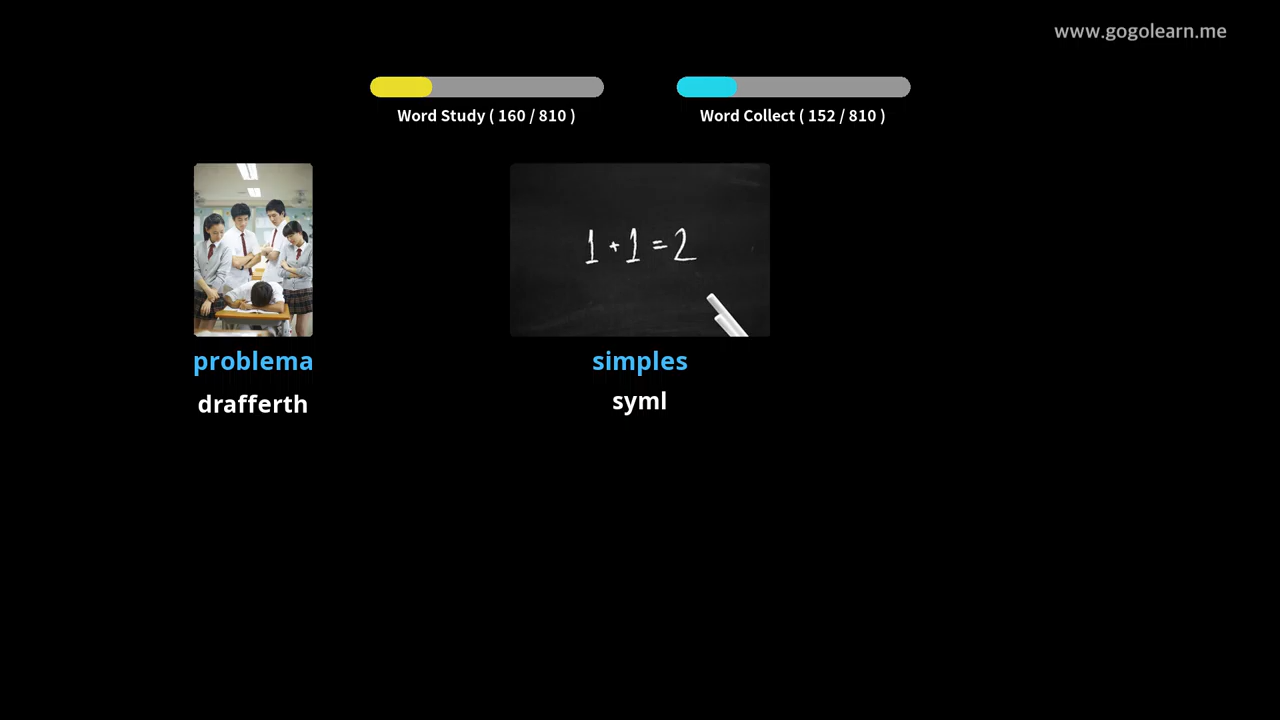 www.gogolearn.me
Word Study ( 160 / 810 )
Word Collect ( 152 / 810 )
1 + 1 = 2
problema
simples
drafferth
syml